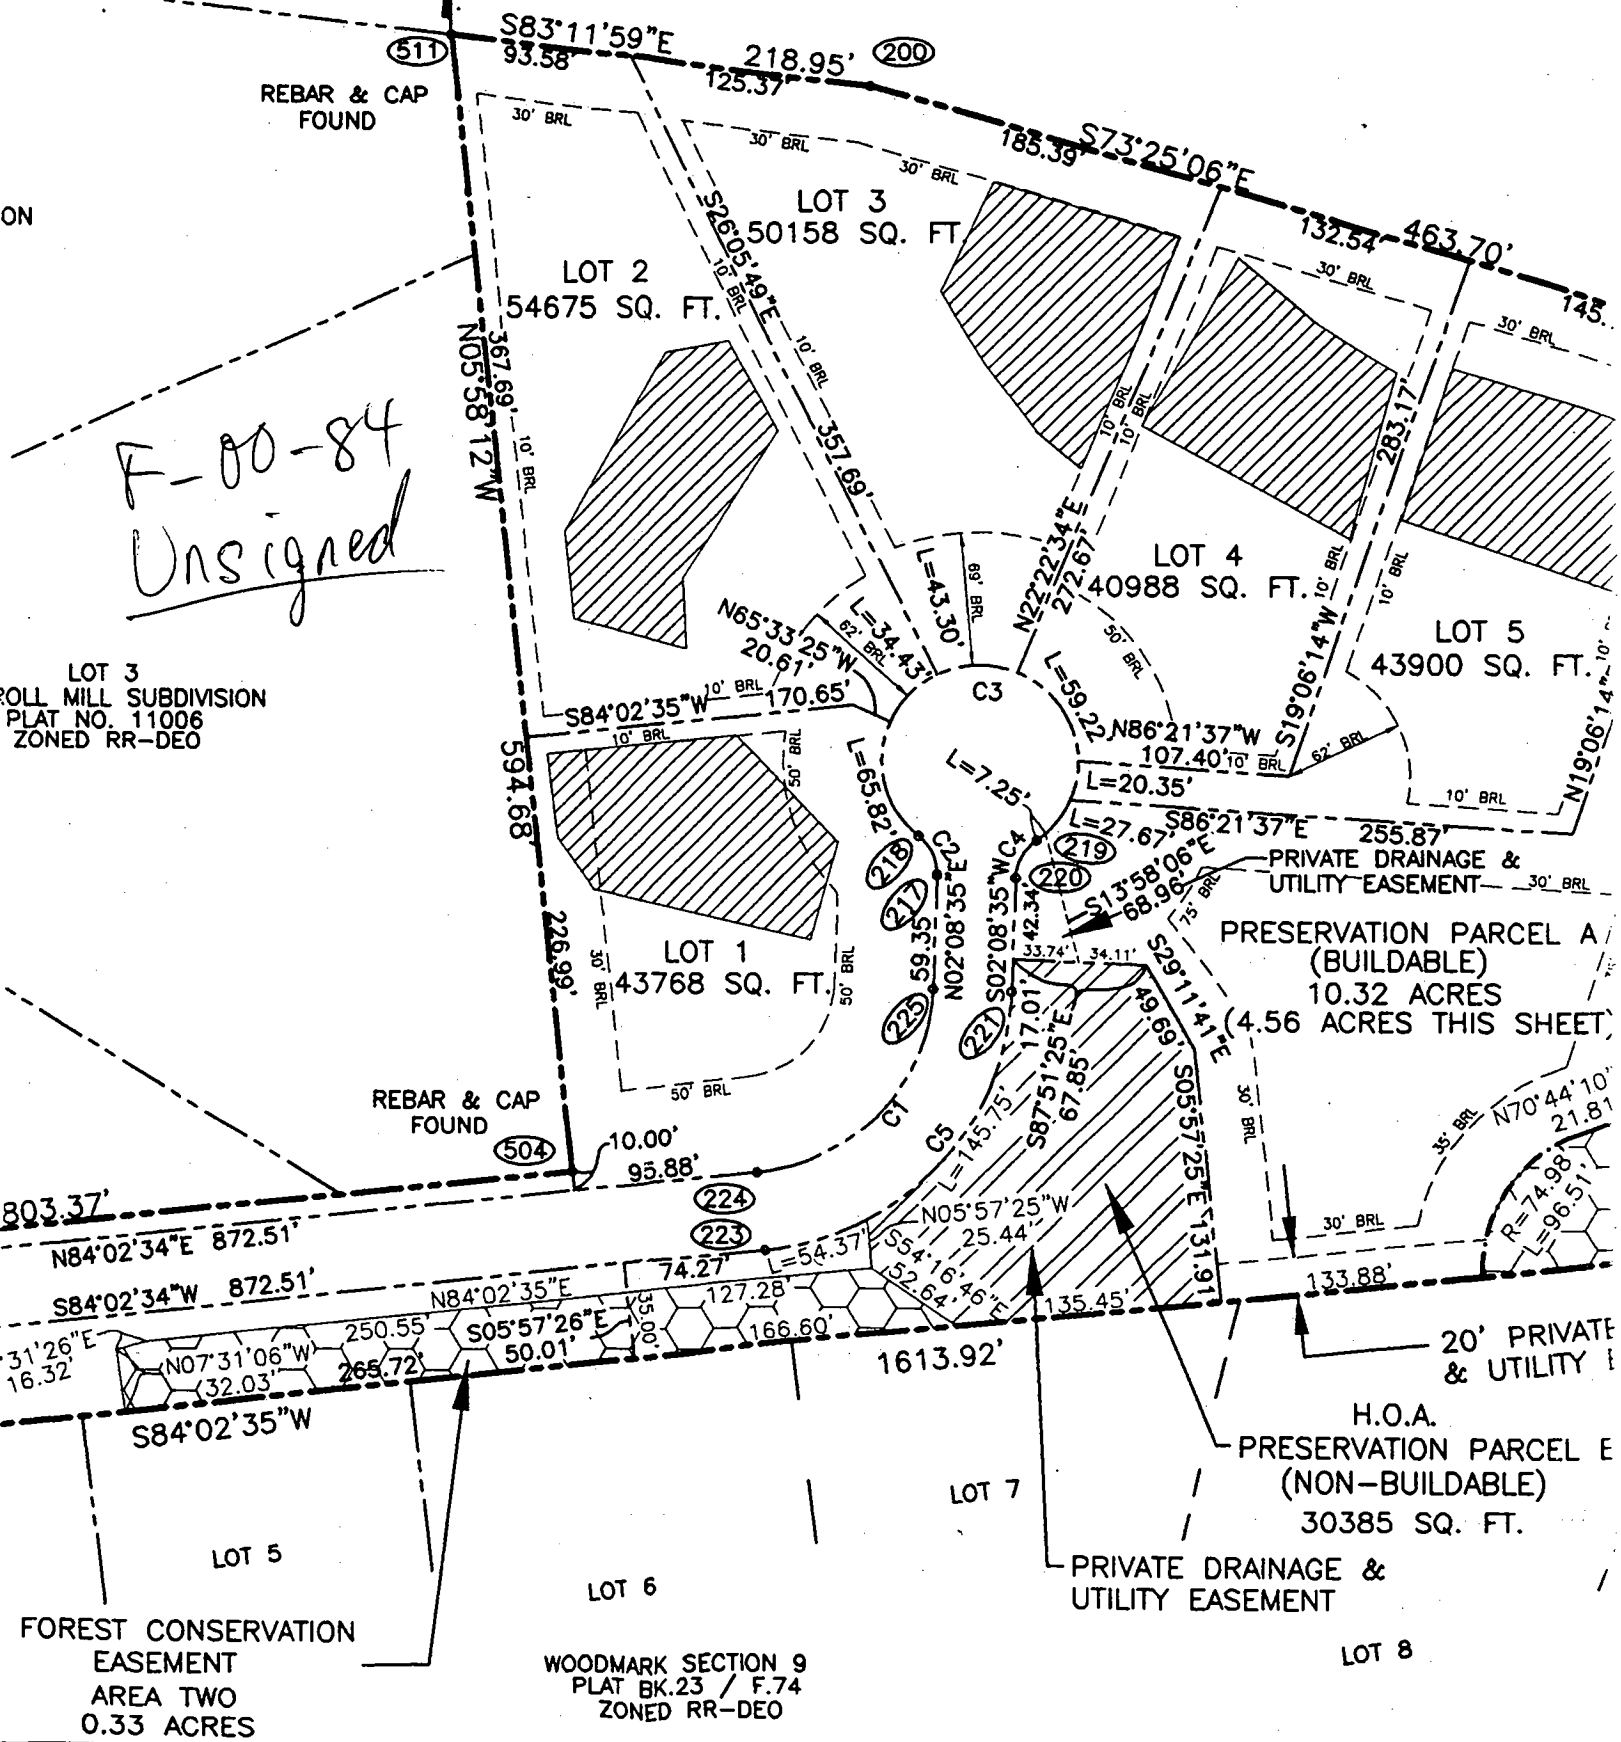 S83°11'59"E
93.58'
218.95'
125.37'
200
511
REBAR & CAP
FOUND
30' BRL
30' BRL
30' BRL
185.39'
S73°25'06"E
132.54'
463.70'
145.
30' BRL
30' BRL
ON
LOT 2
54675 SQ. FT.
LOT 3
50158 SQ. FT.
S26°05'49"E
357.69'
10' BRL
10' BRL
367.69'
N05°58'12"W
10' BRL
F-00-84
Unsigned
LOT 3
ROLL MILL SUBDIVISION
PLAT NO. 11006
ZONED RR-DEO
594.68'
226.99'
N65°33'25"W
20.61'
L=34.43'
62' BRL
L=43.30'
69' BRL
N22°22'34"E
272.67'
10' BRL
10' BRL
LOT 4
40988 SQ. FT.
50' BRL
283.17'
S19°06'14"W
10' BRL
10' BRL
LOT 5
43900 SQ. FT.
10'
N19°06'14"
S84°02'35"W
10' BRL
170.65'
10' BRL
C3
L=59.22'
N86°21'37"W
107.40'
10' BRL
62' BRL
50' BRL
L=65.82'
L=7.25'
L=20.35'
10' BRL
S86°21'37"E
255.87'
L=27.67'
218
C2
C4
219
220
217
S13°58'06"E
68.96'
PRIVATE DRAINAGE &
UTILITY EASEMENT
30' BRL
75' BRL
N02°08'35"E
59.35'
S02°08'35"W
42.34'
33.74'
34.11'
S29°11'41"E
49.69'
PRESERVATION PARCEL A
(BUILDABLE)
10.32 ACRES
(4.56 ACRES THIS SHEET)
LOT 1
43768 SQ. FT.
30' BRL
50' BRL
50' BRL
225
221
17.01'
S87°51'25"E
67.85'
S05°57'25"E
131.91'
30' BRL
35' BRL
N70°44'10"
21.81
R=74.98'
L=96.51'
REBAR & CAP
FOUND
504
10.00'
95.88'
C1
C5
L=145.75'
224
223
N05°57'25"W
25.44'
S54°16'46"E
52.64'
30' BRL
803.37'
N84°02'34"E 872.51'
S84°02'34"W 872.51'
L=54.37'
74.27'
N84°02'35"E
127.28'
135.45'
133.88'
'31'26"E
16.32'
N07°31'06"W
32.03'
250.55'
265.72'
S05°57'26"E
50.01'
35.00'
166.60'
1613.92'
S84°02'35"W
20' PRIVATE
& UTILITY
H.O.A.
PRESERVATION PARCEL
(NON-BUILDABLE)
30385 SQ. FT.
LOT 7
LOT 5
LOT 6
PRIVATE DRAINAGE &
UTILITY EASEMENT
LOT 8
FOREST CONSERVATION
EASEMENT
AREA TWO
0.33 ACRES
WOODMARK SECTION 9
PLAT BK.23 / F.74
ZONED RR-DEO